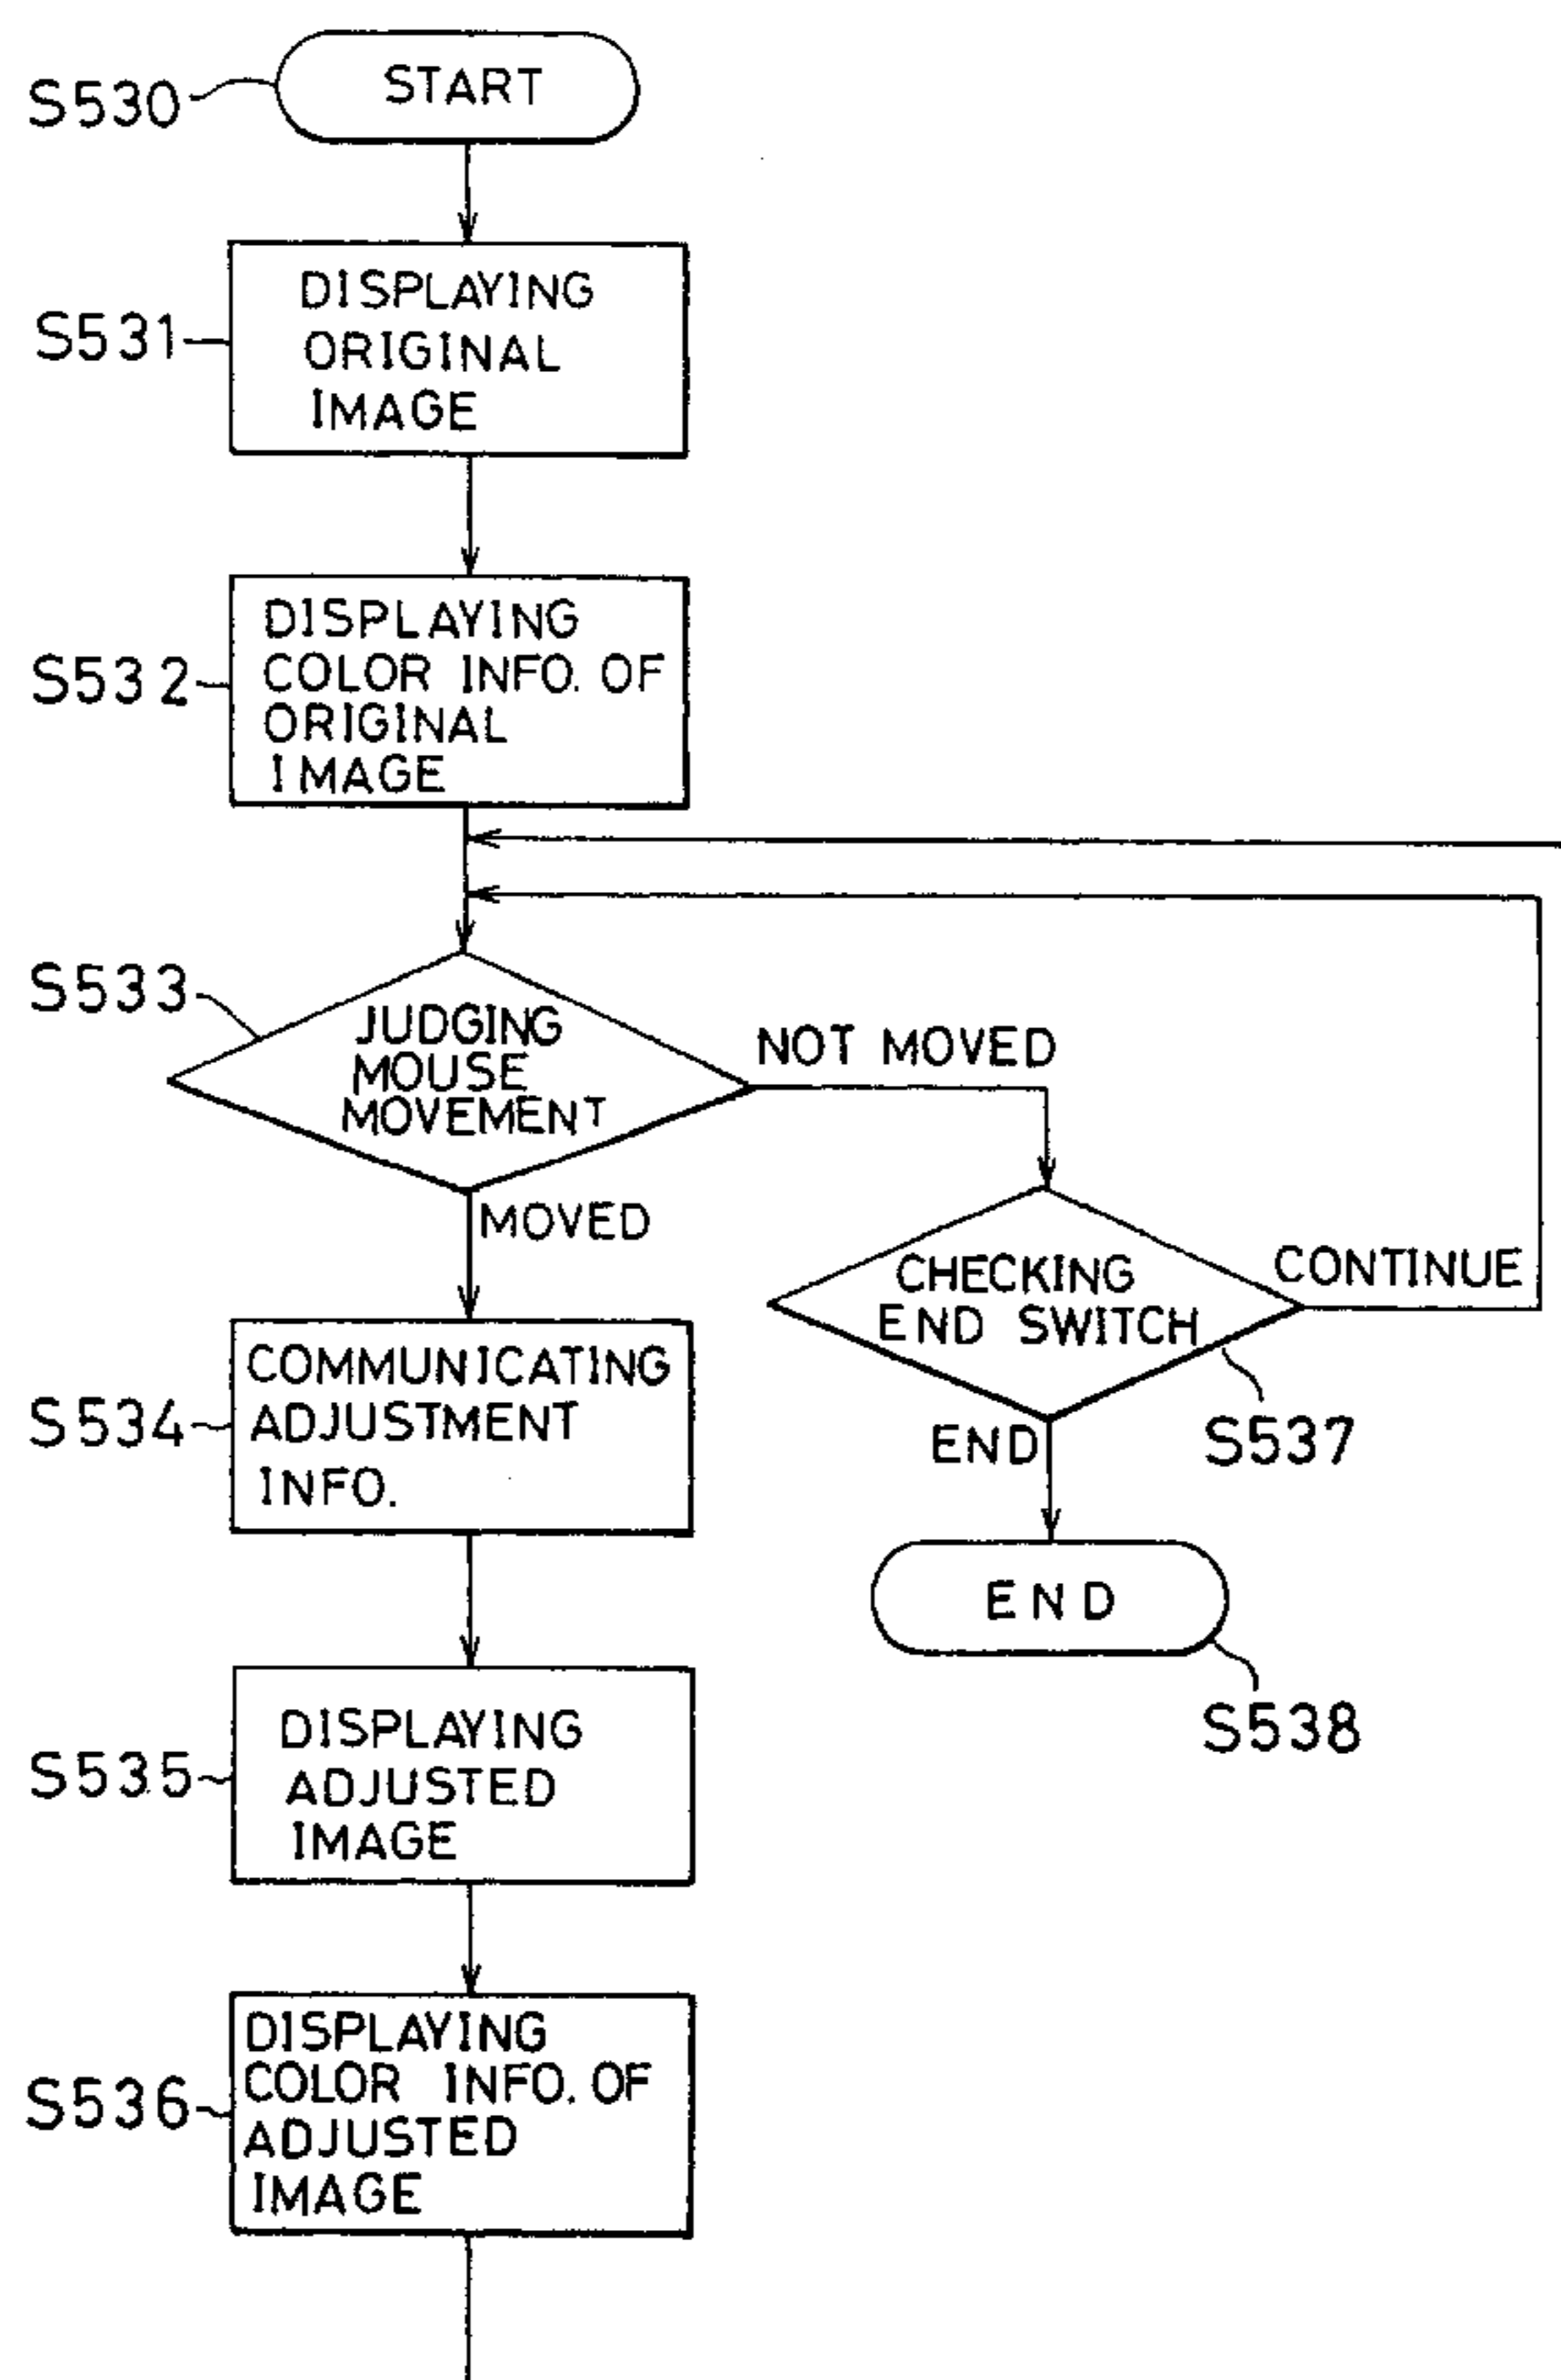 S530
START
S531
DISPLAYING
ORIGINAL
IMAGE
S532
DISPLAYING
COLOR INFO. OF
ORIGINAL
IMAGE
S533
JUDGING
MOUSE
MOVEMENT
NOT MOVED
MOVED
CHECKING
END SWITCH
CONTINUE
S537
END
END
S538
S534
COMMUNICATING
ADJUSTMENT
INFO.
S535
DISPLAYING
ADJUSTED
IMAGE
S536
DISPLAYING
COLOR INFO. OF
ADJUSTED
IMAGE